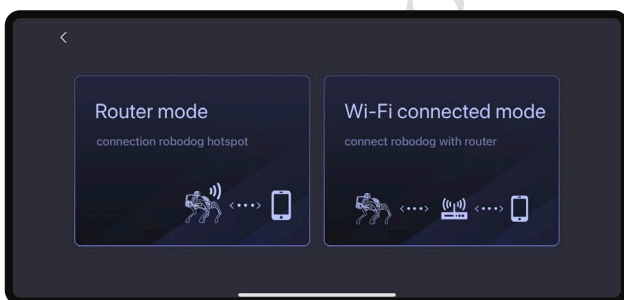 Router mode
connection robodog hotspot
Wi-Fi connected mode
connect robodog with router